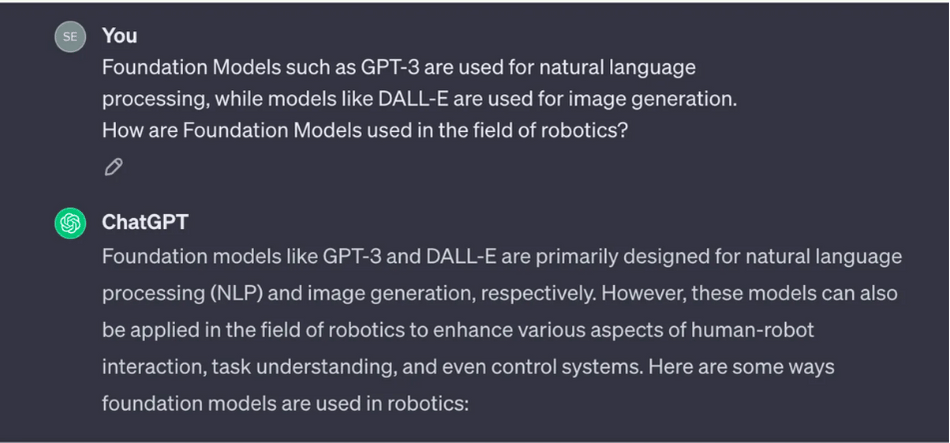 SE
You
Foundation Models such as GPT-3 are used for natural language
processing, while models like DALL-E are used for image generation.
How are Foundation Models used in the field of robotics?
ChatGPT
Foundation models like GPT-3 and DALL-E are primarily designed for natural language
processing (NLP) and image generation, respectively. However, these models can also
be applied in the field of robotics to enhance various aspects of human-robot
interaction, task understanding, and even control systems. Here are some ways
foundation models are used in robotics: